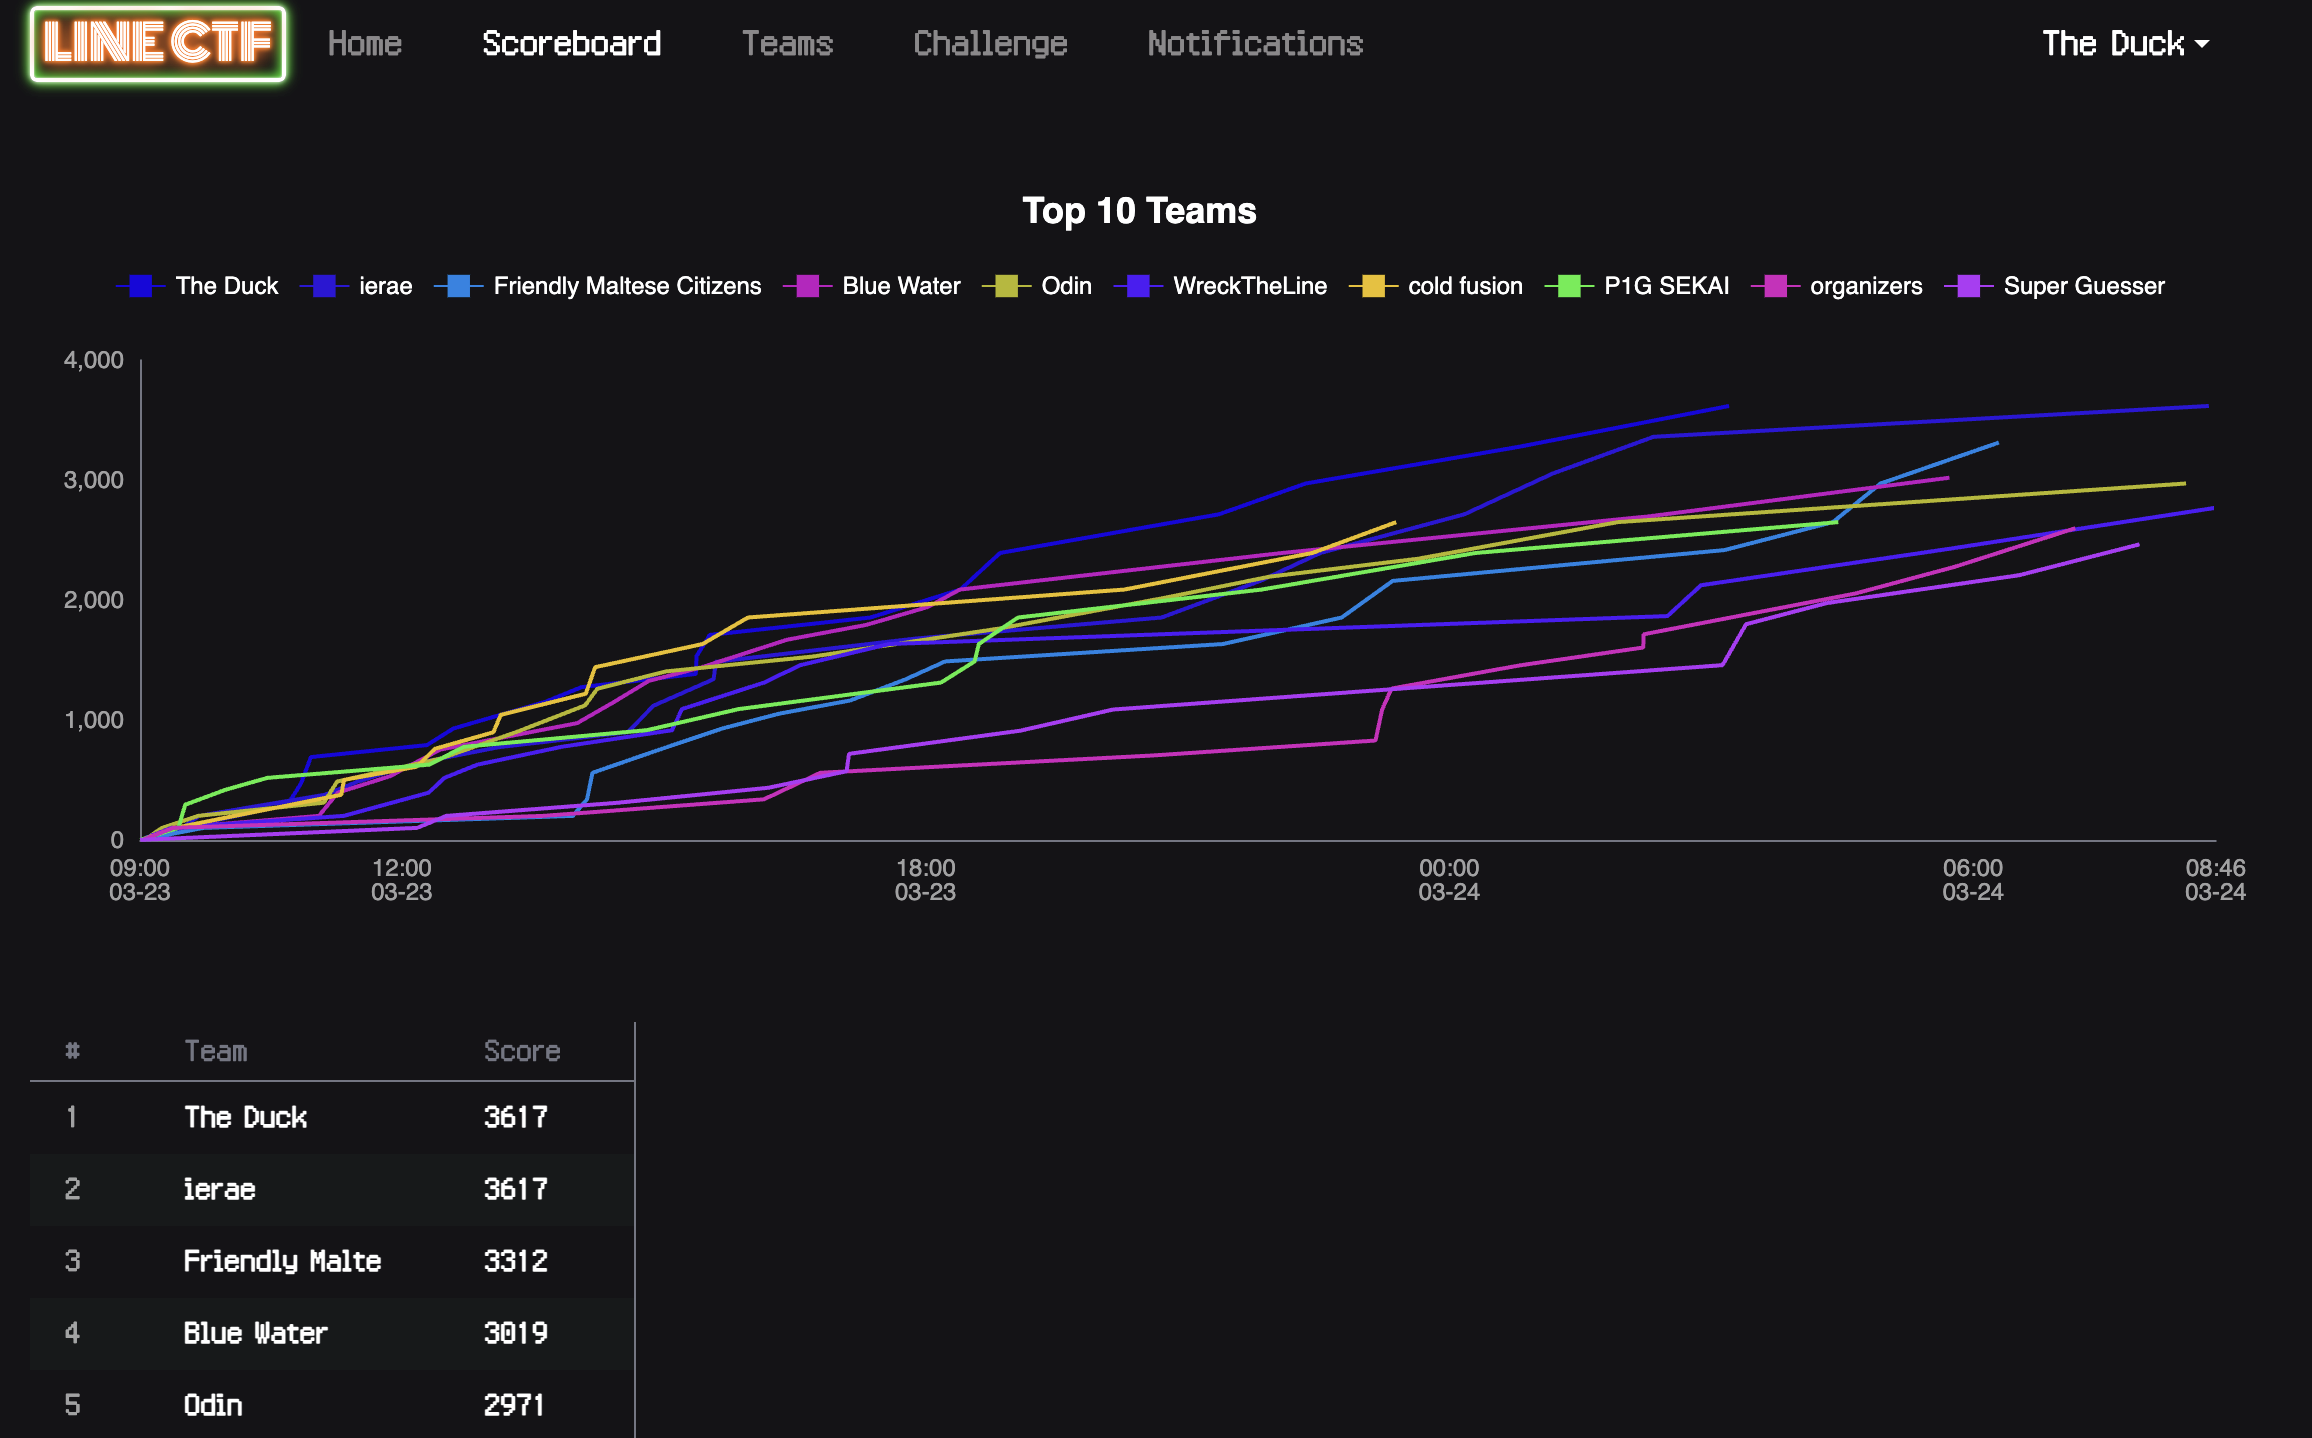 LINE CTF Home Scoreboard Teams Challenge Notifications The Duck
Top 10 Teams
The Duck ierae Friendly Maltese Citizens Blue Water Odin WreckTheLine cold fusion P1G SEKAI organizers Super Guesser
4,000
3,000
2,000
1,000
0
09:00 12:00 18:00 00:00 06:00 08:46
03-23 03-23 03-23 03-24 03-24 03-24
# Team Score
1 The Duck 3617
2 ierae 3617
3 Friendly Malte 3312
4 Blue Water 3019
5 Odin 2971